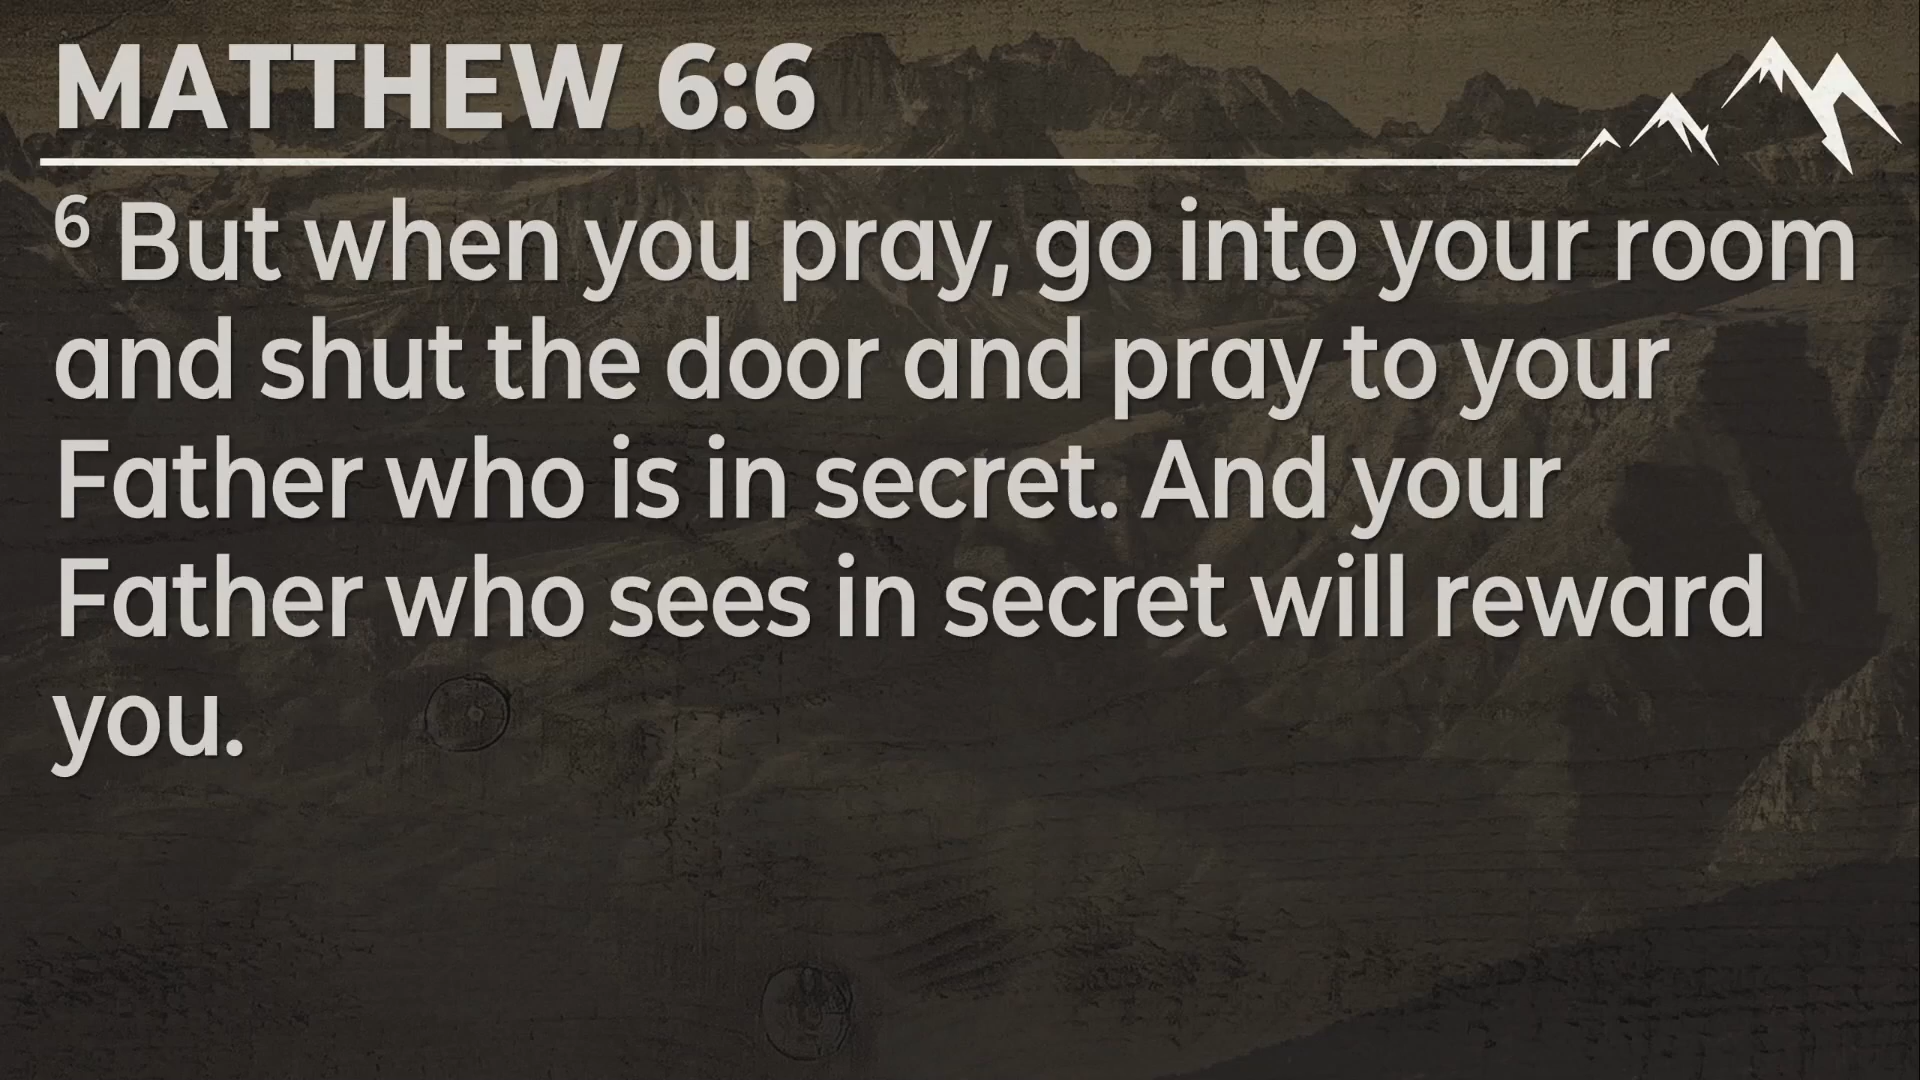 MATTHEW 6:6
6 But when you pray, go into your room
and shut the door and pray to your
Father who is in secret. And your
Father who sees in secret will reward
you.